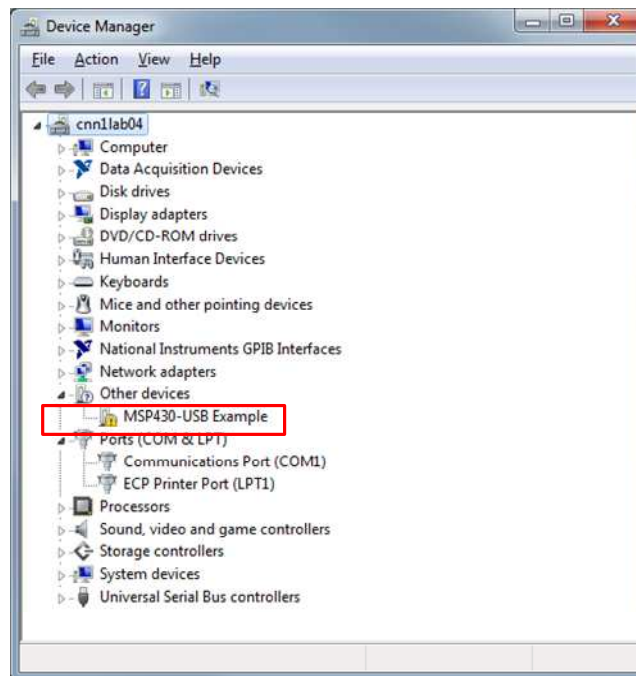 Device Manager
File Action View Help
cnn1lab04
Computer
Data Acquisition Devices
Disk drives
Display adapters
DVD/CD-ROM drives
Human Interface Devices
Keyboards
Mice and other pointing devices
Monitors
National Instruments GPIB Interfaces
Network adapters
Other devices
MSP430-USB Example
Ports (COM & LPT)
Communications Port (COM1)
ECP Printer Port (LPT1)
Processors
Sound, video and game controllers
Storage controllers
System devices
Universal Serial Bus controllers